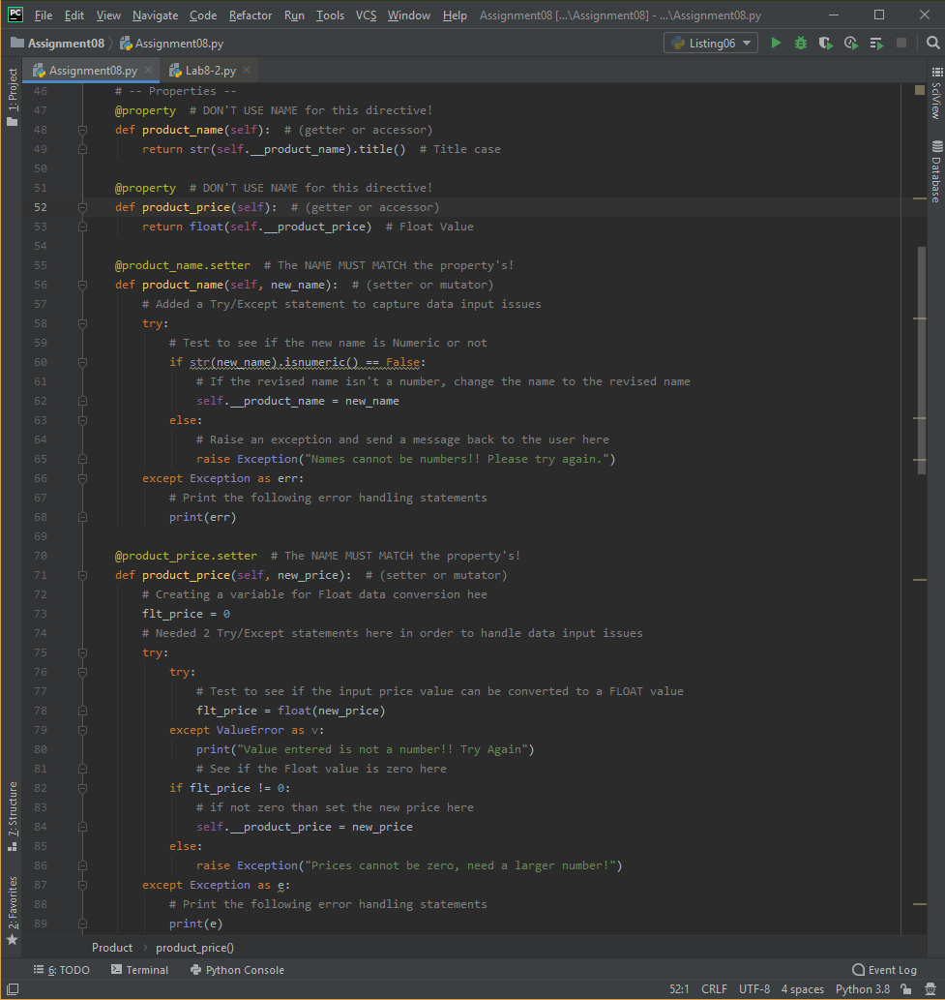 PC File Edit View Navigate Code Refactor Run Tools VCS Window Help Assignment08 [...\Assignment08] - ...\Assignment08.py
Assignment08 Assignment08.py Listing06
Assignment08.py Lab8-2.py
1: Project
7: Structure
2: Favorites
46 # -- Properties --
47 @property # DON'T USE NAME for this directive!
48 def product_name(self): # (getter or accessor)
49 return str(self.__product_name).title() # Title case
50
51 @property # DON'T USE NAME for this directive!
52 def product_price(self): # (getter or accessor)
53 return float(self.__product_price) # Float Value
54
55 @product_name.setter # The NAME MUST MATCH the property's!
56 def product_name(self, new_name): # (setter or mutator)
57 # Added a Try/Except statement to capture data input issues
58 try:
59 # Test to see if the new name is Numeric or not
60 if str(new_name).isnumeric() == False:
61 # If the revised name isn't a number, change the name to the revised name
62 self.__product_name = new_name
63 else:
64 # Raise an exception and send a message back to the user here
65 raise Exception("Names cannot be numbers!! Please try again.")
66 except Exception as err:
67 # Print the following error handling statements
68 print(err)
69
70 @product_price.setter # The NAME MUST MATCH the property's!
71 def product_price(self, new_price): # (setter or mutator)
72 # Creating a variable for Float data conversion hee
73 flt_price = 0
74 # Needed 2 Try/Except statements here in order to handle data input issues
75 try:
76 try:
77 # Test to see if the input price value can be converted to a FLOAT value
78 flt_price = float(new_price)
79 except ValueError as v:
80 print("Value entered is not a number!! Try Again")
81 # See if the Float value is zero here
82 if flt_price != 0:
83 # if not zero than set the new price here
84 self.__product_price = new_price
85 else:
86 raise Exception("Prices cannot be zero, need a larger number!")
87 except Exception as e:
88 # Print the following error handling statements
89 print(e)
SciView
Database
Product product_price()
6: TODO Terminal Python Console Event Log
52:1 CRLF UTF-8 4 spaces Python 3.8